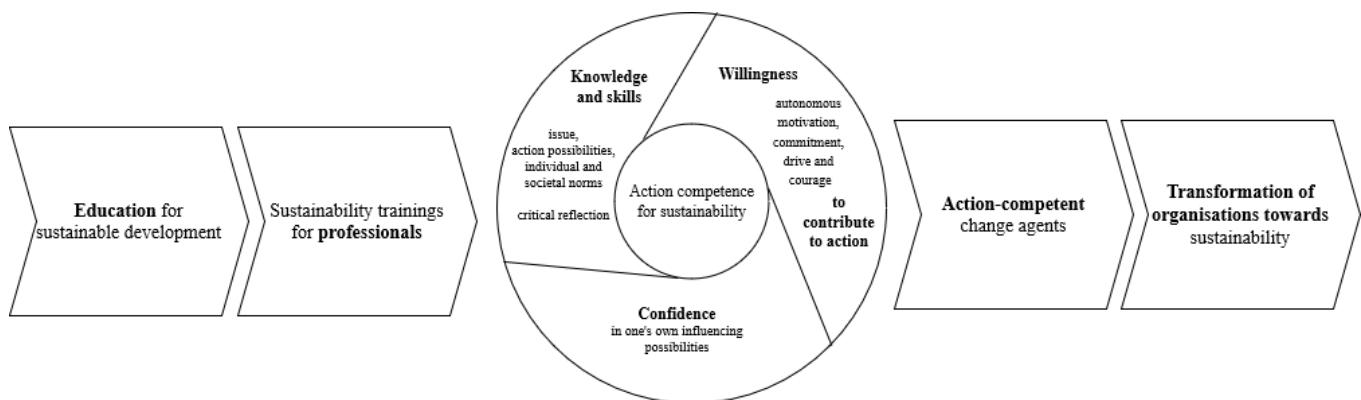 Education for
sustainable development
Sustainability trainings
for professionals
Knowledge
and skills
issue,
action possibilities,
individual and
societal norms
critical reflection
Willingness
autonomous
motivation,
commitment,
drive and
courage
to
contribute
to action
Action competence
for sustainability
Confidence
in one's own influencing
possibilities
Action-competent
change agents
Transformation of
organisations towards
sustainability